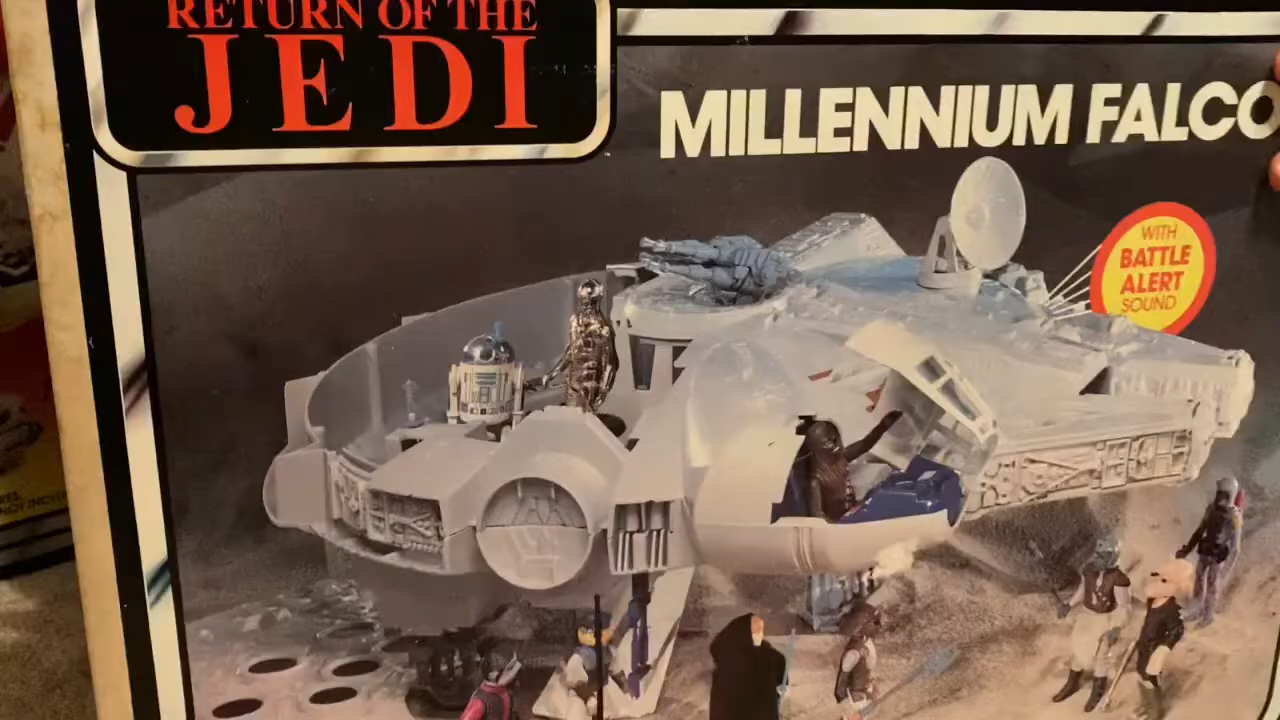 RETURN OF THE
JEDI
MILLENNIUM FALCO
WITH
BATTLE
ALERT
SOUND